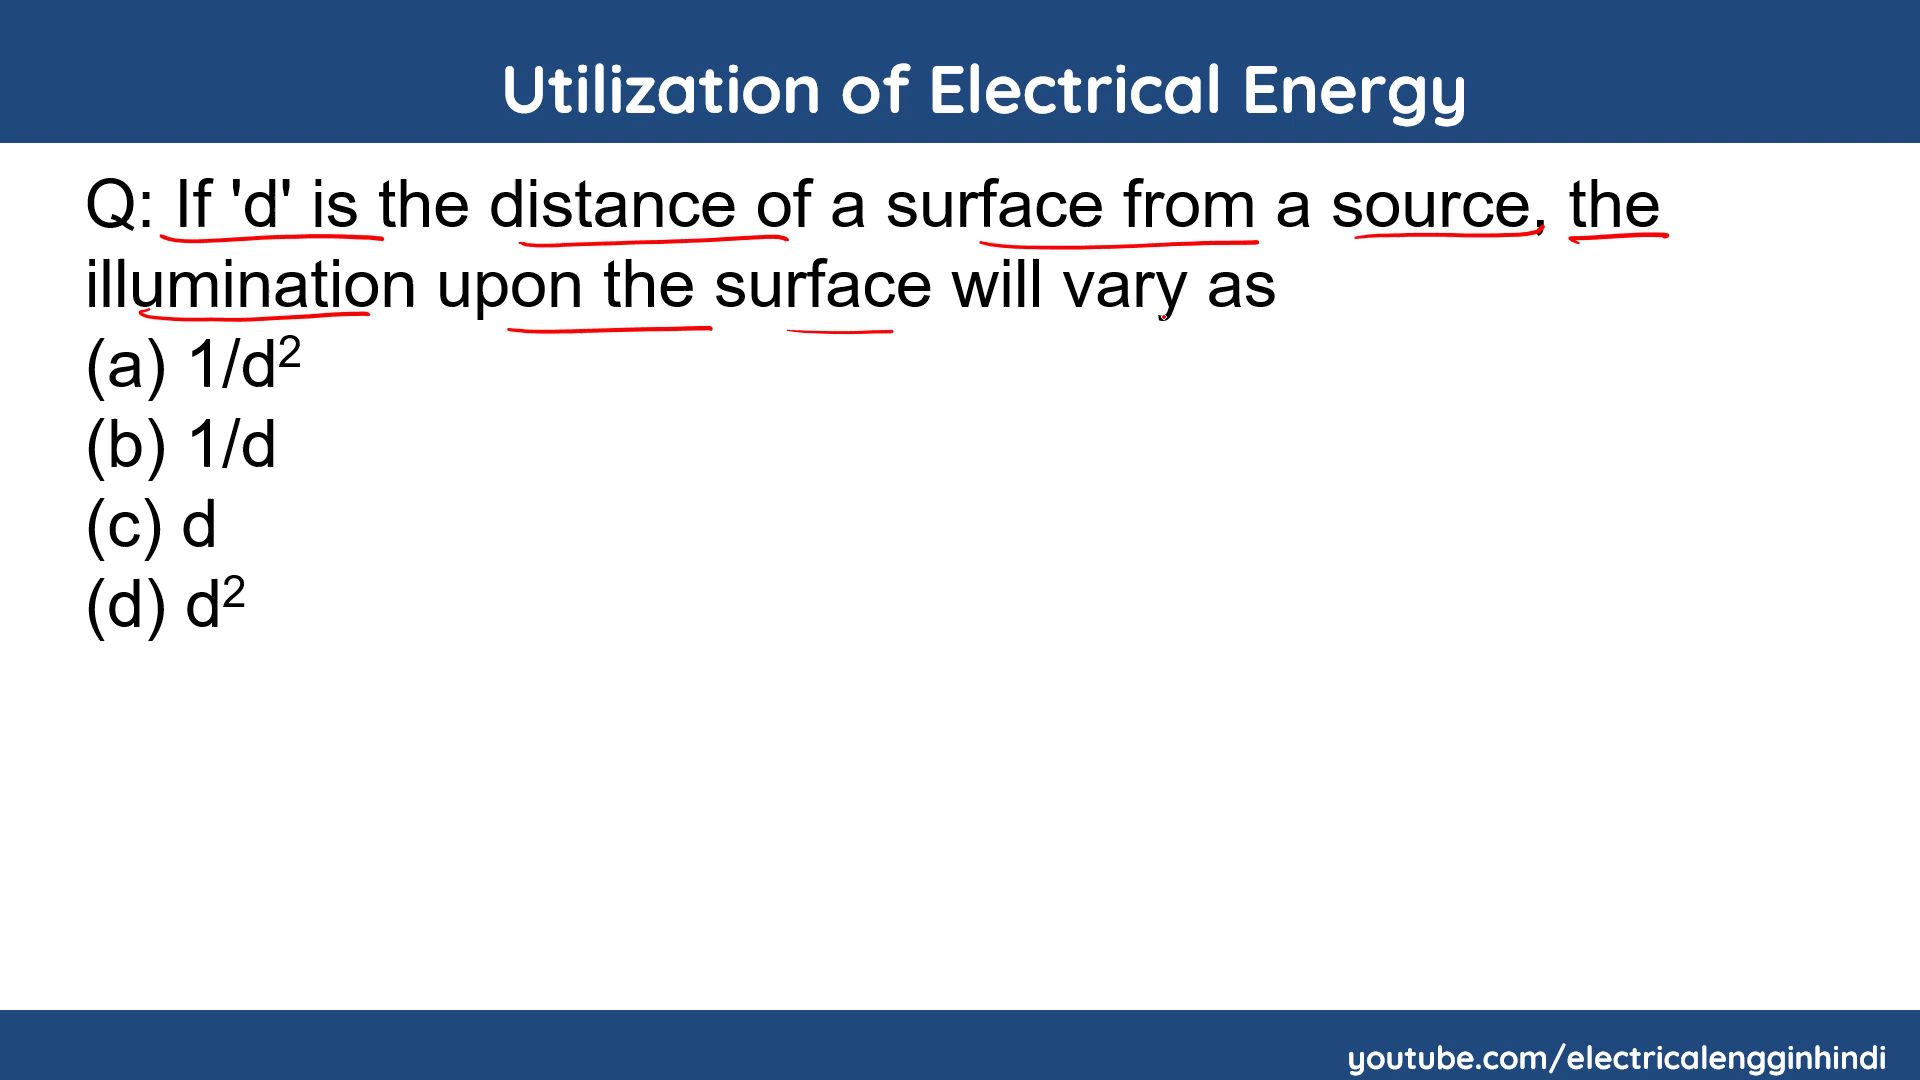 Utilization of Electrical Energy
Q: If 'd' is the distance of a surface from a source, the
illumination upon the surface will vary as
(a) 1/d²
(b) 1/d
(c) d
(d) d²
youtube.com/electricalengginhindi